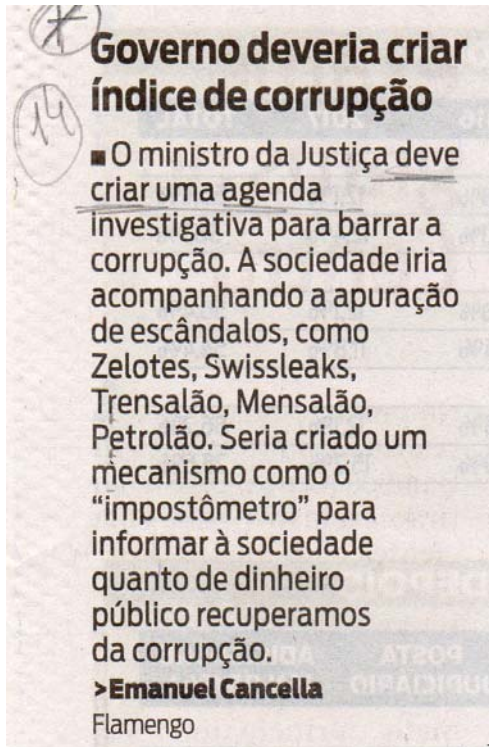 14
Governo deveria criar
índice de corrupção
■ O ministro da Justiça deve
criar uma agenda
investigativa para barrar a
corrupção. A sociedade iria
acompanhando a apuração
de escândalos, como
Zelotes, Swissleaks,
Trensalão, Mensalão,
Petrolão. Seria criado um
mecanismo como o
“impostômetro” para
informar à sociedade
quanto de dinheiro
público recuperamos
da corrupção.
>Emanuel Cancella
Flamengo